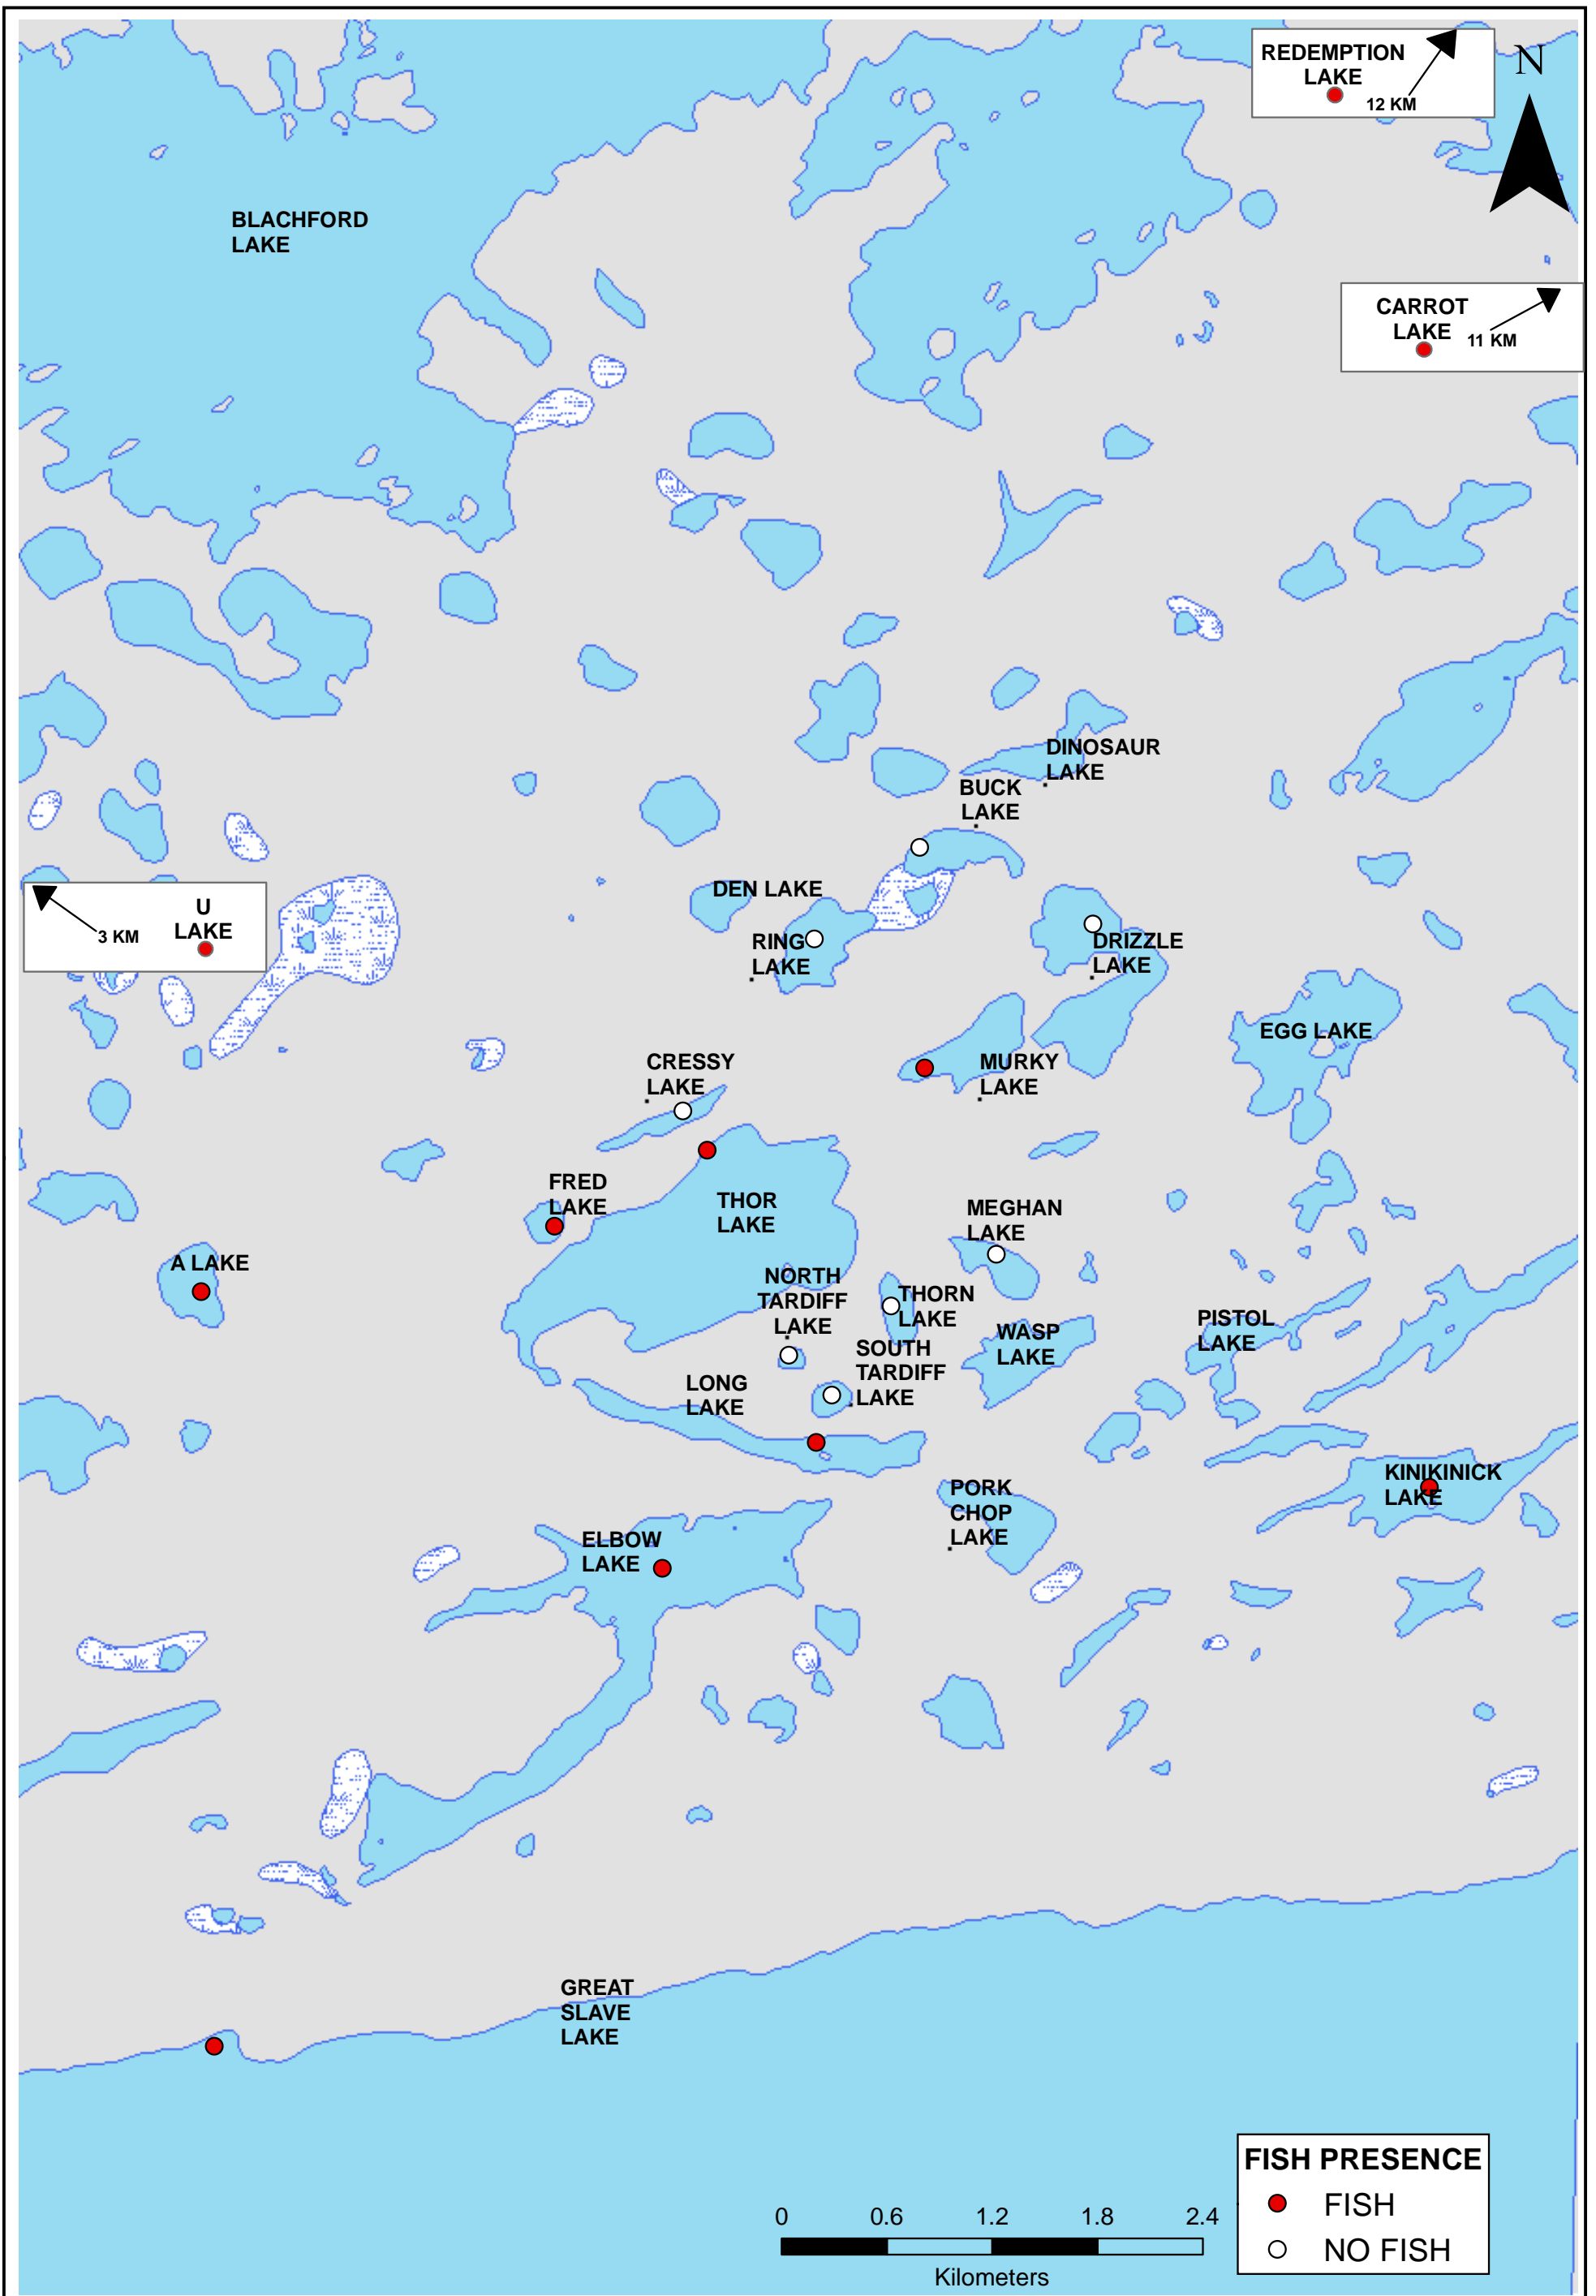 REDEMPTION
LAKE
12 KM
N
BLACHFORD
LAKE
CARROT
LAKE
11 KM
DINOSAUR
LAKE
BUCK
LAKE
DEN LAKE
U
LAKE
3 KM
RING
LAKE
DRIZZLE
LAKE
EGG LAKE
CRESSY
LAKE
MURKY
LAKE
FRED
LAKE
THOR
LAKE
MEGHAN
LAKE
A LAKE
NORTH
TARDIFF
LAKE
THORN
LAKE
PISTOL
LAKE
WASP
LAKE
SOUTH
TARDIFF
LAKE
LONG
LAKE
KINIKINICK
LAKE
PORK
CHOP
LAKE
ELBOW
LAKE
GREAT
SLAVE
LAKE
FISH PRESENCE
FISH
NO FISH
0 0.6 1.2 1.8 2.4
Kilometers